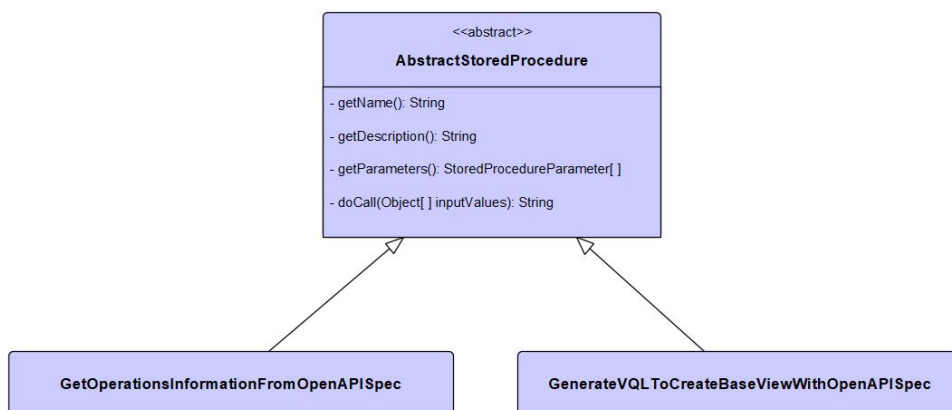 <<abstract>>
AbstractStoredProcedure
- getName(): String
- getDescription(): String
- getParameters(): StoredProcedureParameter[ ]
- doCall(Object[ ] inputValues): String
GetOperationsInformationFromOpenAPISpec
GenerateVQLToCreateBaseViewWithOpenAPISpec